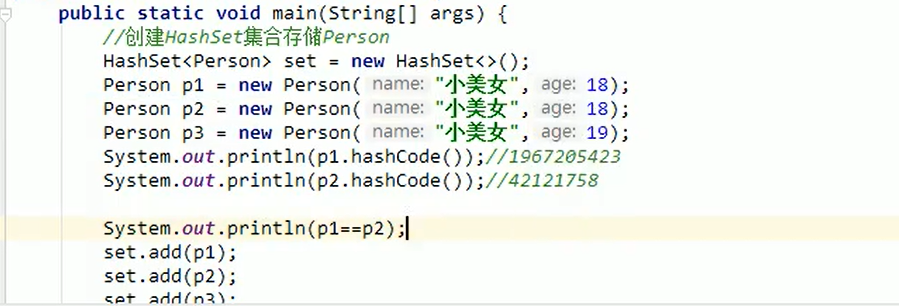 public static void main(String[] args) {
//创建HashSet集合存储Person
HashSet<Person> set = new HashSet<>();
Person p1 = new Person( name: "小美女", age: 18);
Person p2 = new Person( name: "小美女", age: 18);
Person p3 = new Person( name: "小美女", age: 19);
System.out.println(p1.hashCode());//1967205423
System.out.println(p2.hashCode());//42121758
System.out.println(p1==p2);
set.add(p1);
set.add(p2);
set.add(p3);